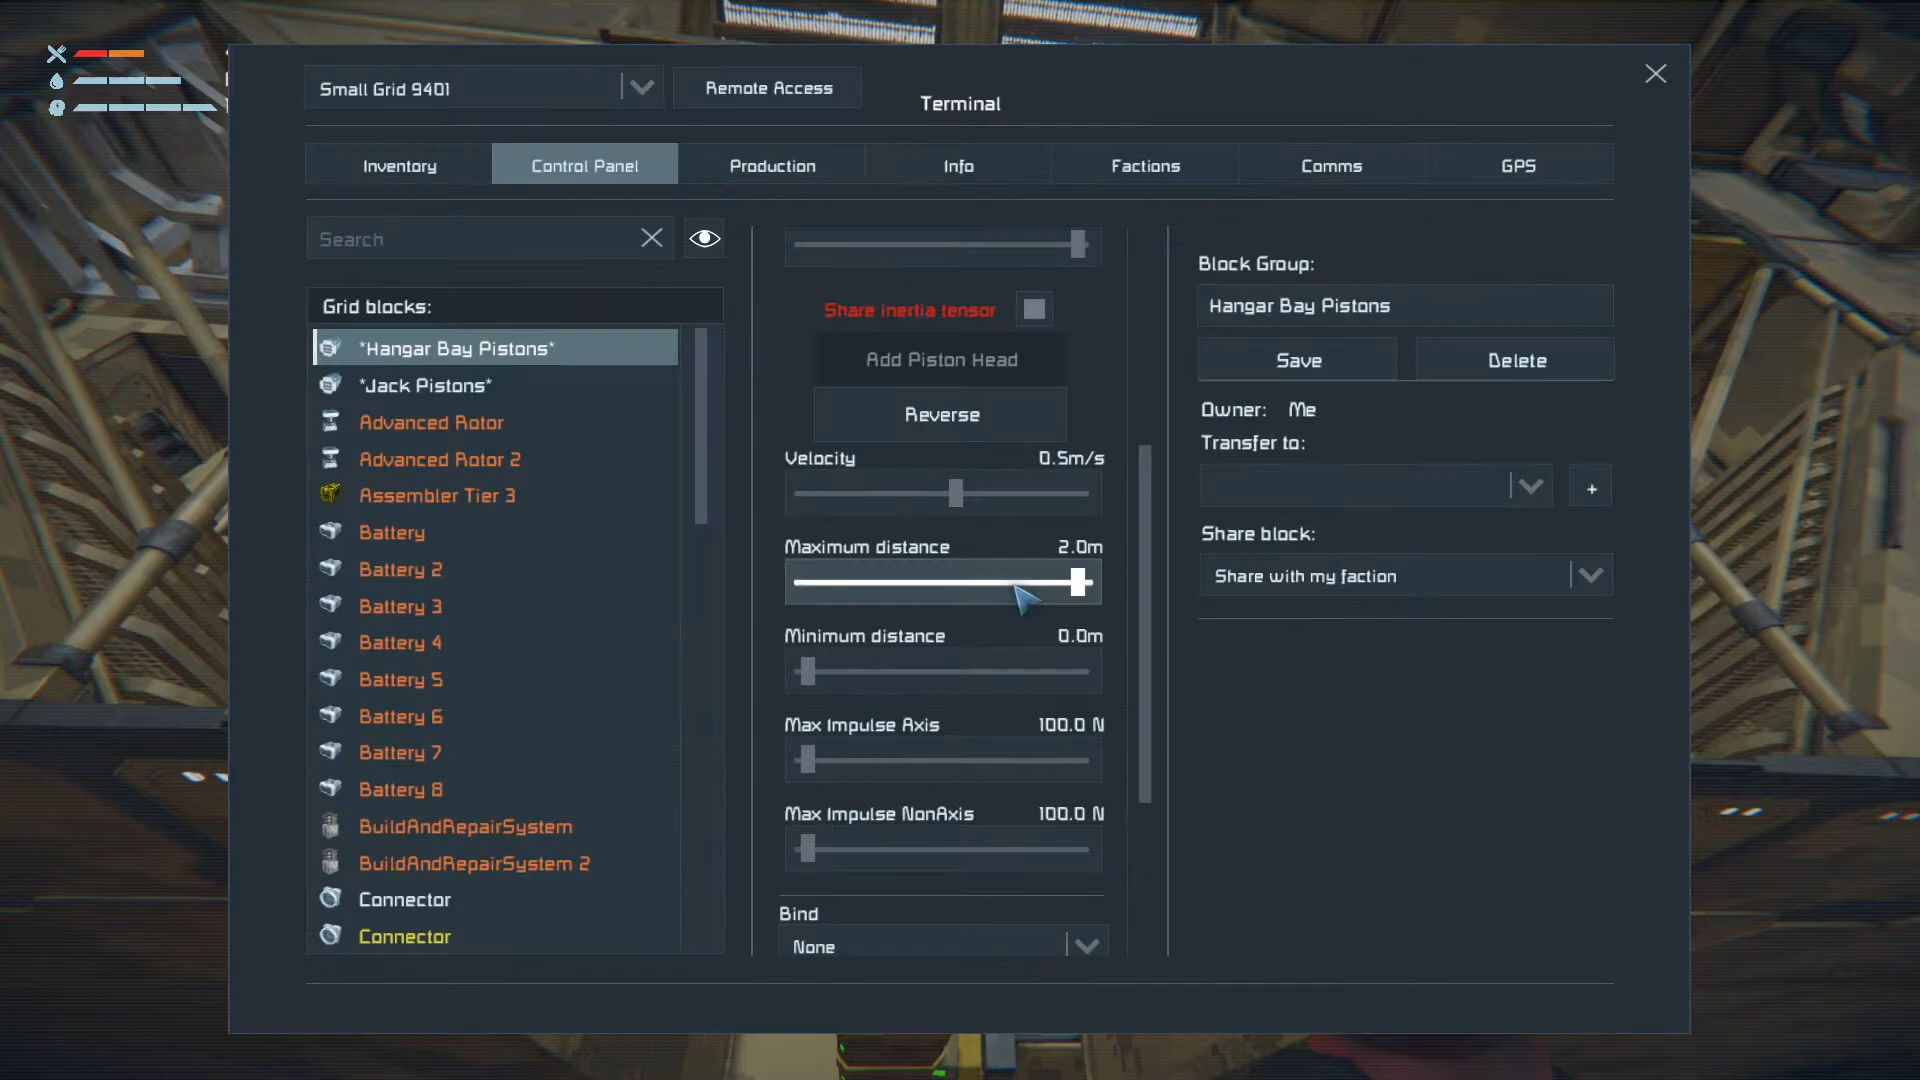 Small Grid 9401
Remote Access
Terminal
Inventory
Control Panel
Production
Info
Factions
Comms
GPS
Search
Grid blocks:
*Hangar Bay Pistons*
*Jack Pistons*
Advanced Rotor
Advanced Rotor 2
Assembler Tier 3
Battery
Battery 2
Battery 3
Battery 4
Battery 5
Battery 6
Battery 7
Battery 8
BuildAndRepairSystem
BuildAndRepairSystem 2
Connector
Connector
Share inertia tensor
Add Piston Head
Reverse
Velocity 0.5m/s
Maximum distance 2.0m
Minimum distance 0.0m
Max Impulse Axis 100.0 N
Max Impulse NonAxis 100.0 N
Bind
None
Block Group:
Hangar Bay Pistons
Save
Delete
Owner: Me
Transfer to:
+
Share block:
Share with my faction